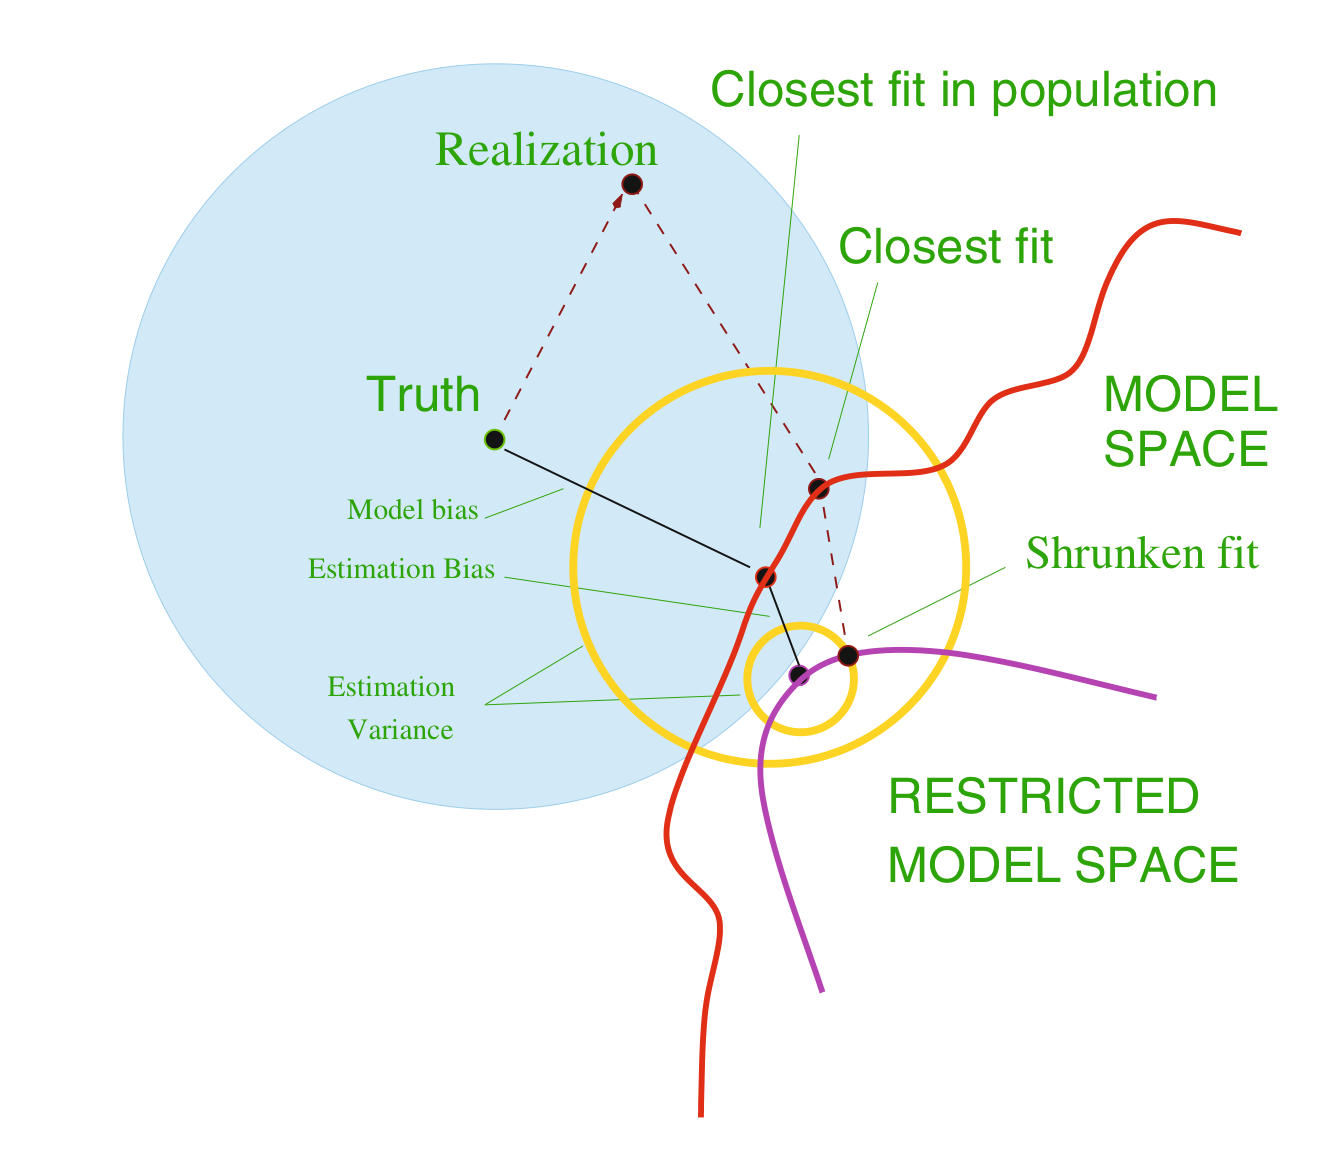 Closest fit in population
Realization
Closest fit
Truth
MODEL
SPACE
Model bias
Shrunken fit
Estimation Bias
Estimation
Variance
RESTRICTED
MODEL SPACE